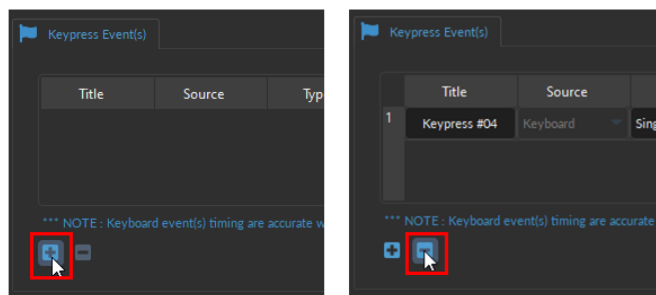 Keypress Event(s)
Title Source Typ
*** NOTE : Keyboard event(s) timing are accurate w
Keypress Event(s)
Title Source
1 Keypress #04 Keyboard Sing
*** NOTE : Keyboard event(s) timing are accurate